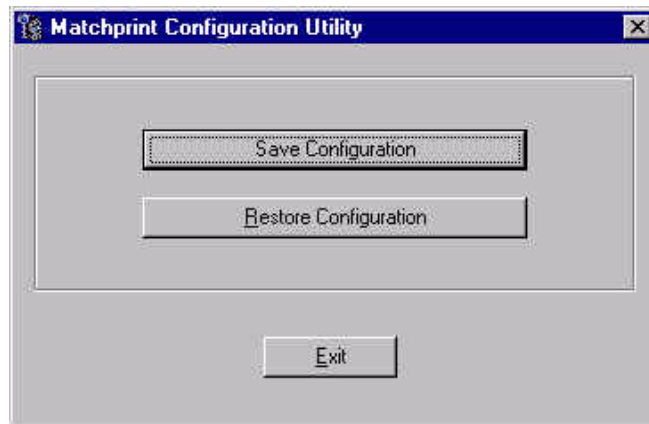 Matchprint Configuration Utility
Save Configuration
Restore Configuration
Exit